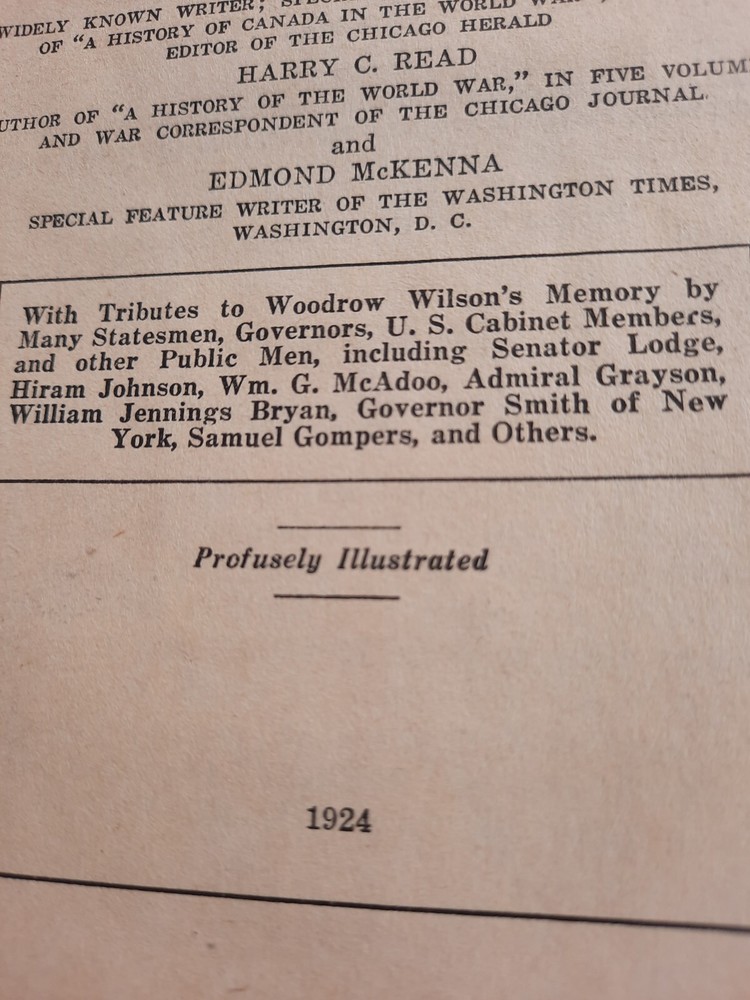 WIDELY KNOWN WRITER;
OF "A HISTORY OF CANADA IN THE WORLD
EDITOR OF THE CHICAGO HERALD
HARRY C. READ
UTHOR OF "A HISTORY OF THE WORLD WAR," IN FIVE VOLUM
AND WAR CORRESPONDENT OF THE CHICAGO JOURNAL.
and
EDMOND McKENNA
SPECIAL FEATURE WRITER OF THE WASHINGTON TIMES,
WASHINGTON, D. C.
With Tributes to Woodrow Wilson's Memory by
Many Statesmen, Governors, U. S. Cabinet Members,
and other Public Men, including Senator Lodge,
Hiram Johnson, Wm. G. McAdoo, Admiral Grayson,
William Jennings Bryan, Governor Smith of New
York, Samuel Gompers, and Others.
Profusely Illustrated
1924